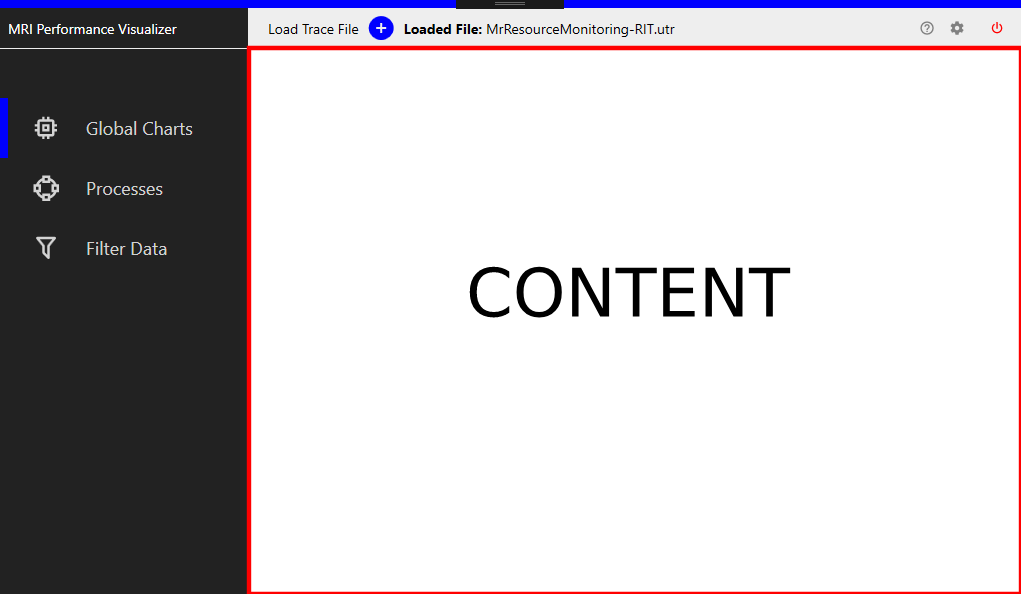 MRI Performance Visualizer
Load Trace File + Loaded File: MrResourceMonitoring-RIT.utr
Global Charts
Processes
Filter Data
CONTENT